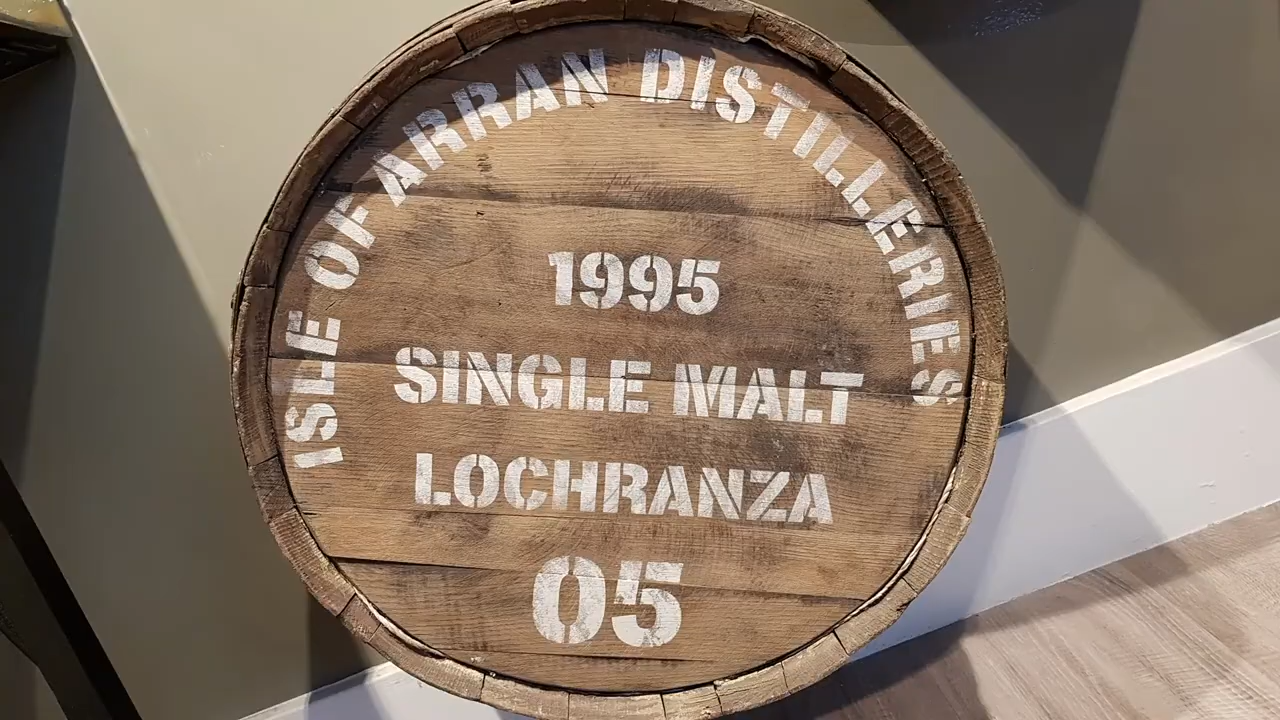 ISLE OF ARRAN DISTILLERIES
1995
SINGLE MALT
LOCHRANZA
05